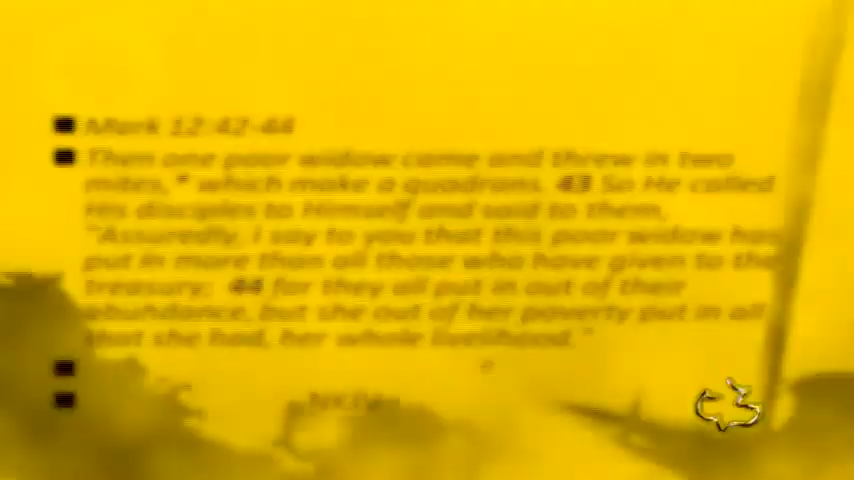 Mark 12:42-44
Then one poor widow came and threw in two
mites,* which make a quadrans. 43 So He called
His disciples to Himself and said to them,
"Assuredly, I say to you that this poor widow has
put in more than all those who have given to the
treasury; 44 for they all put in out of their
abundance, but she out of her poverty put in all
that she had, her whole livelihood."
NKJV